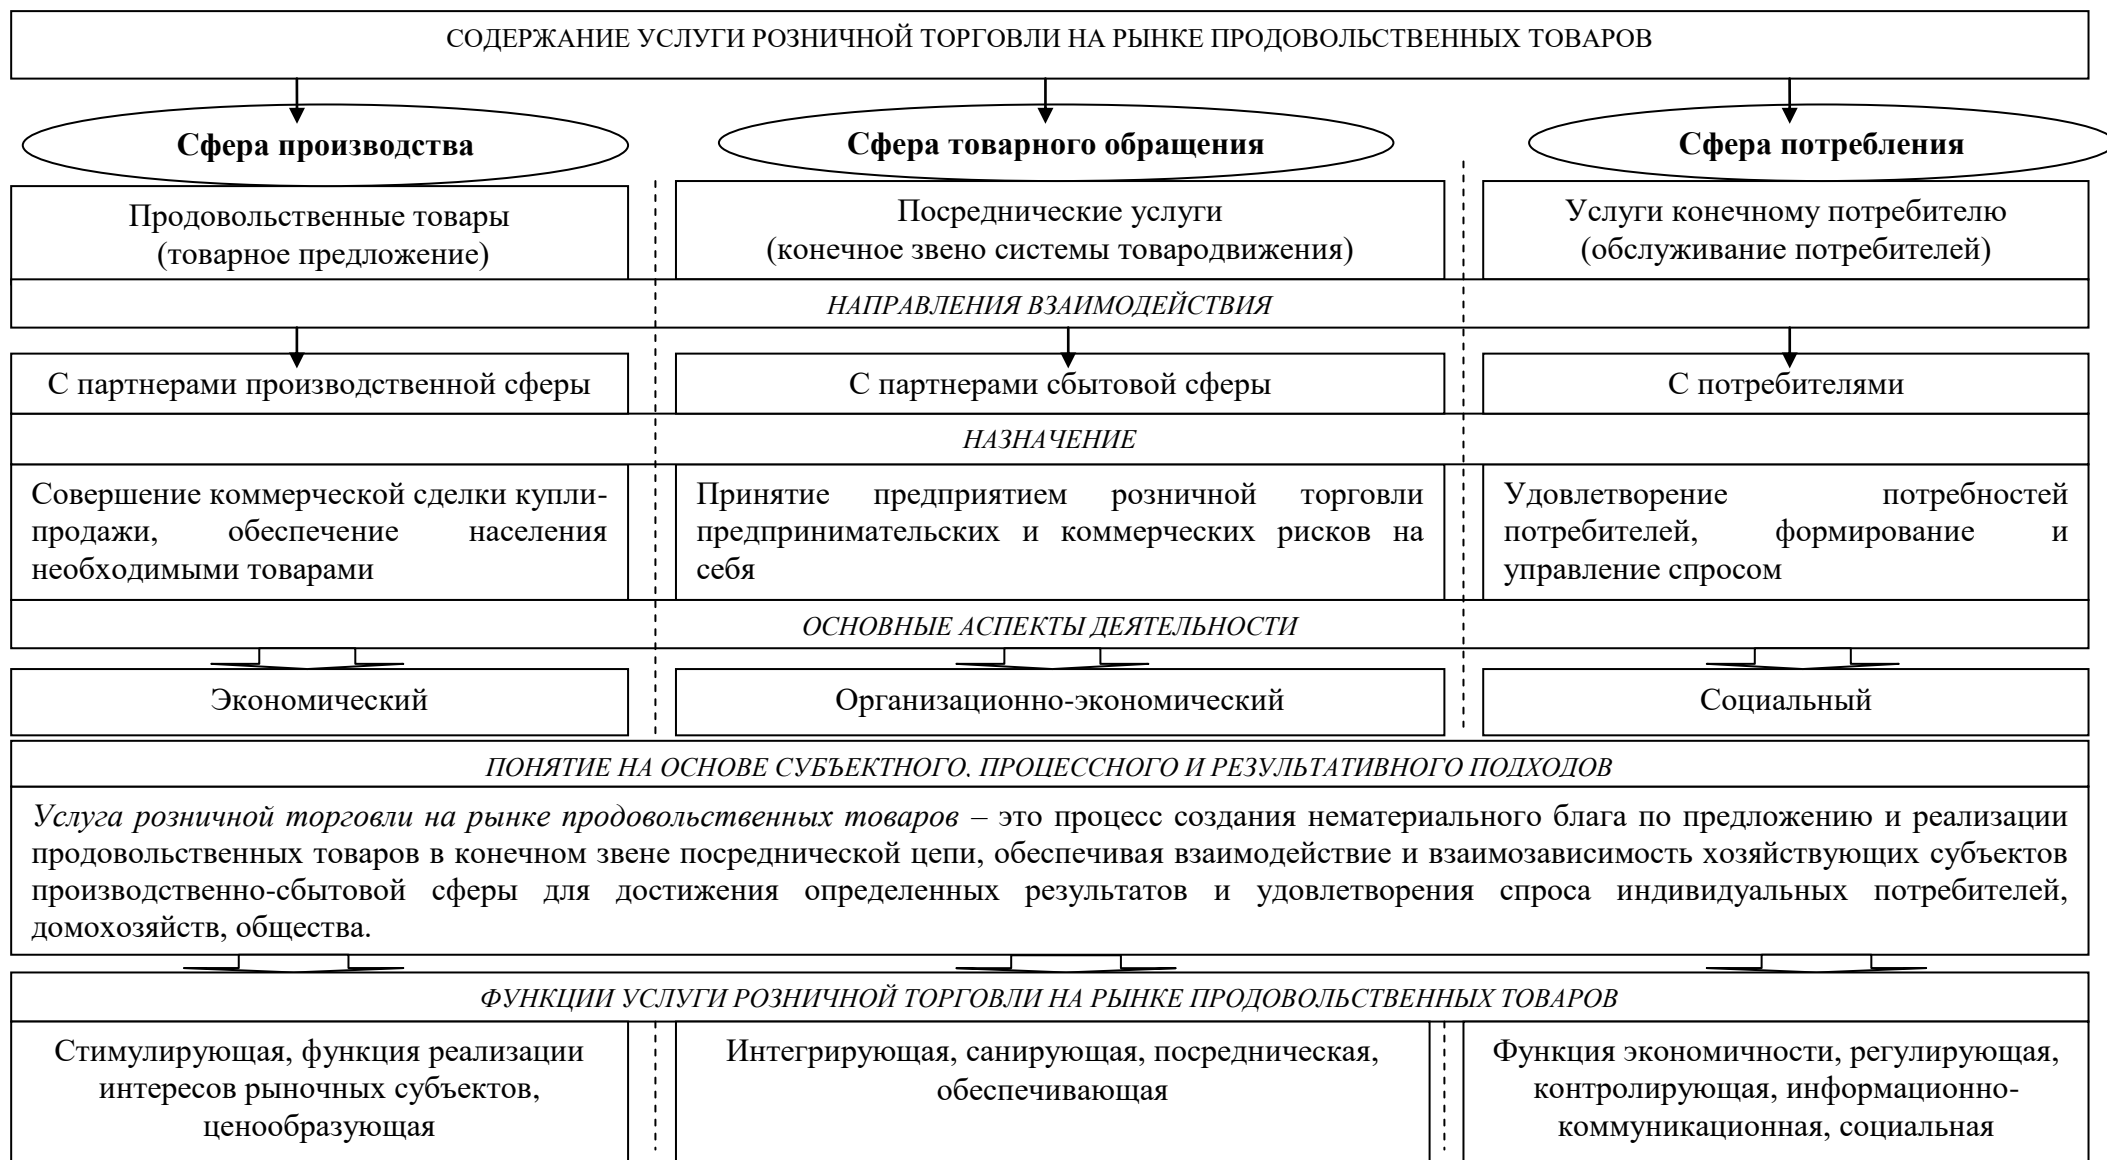 СОДЕРЖАНИЕ УСЛУГИ РОЗНИЧНОЙ ТОРГОВЛИ НА РЫНКЕ ПРОДОВОЛЬСТВЕННЫХ ТОВАРОВ
Сфера производства
Сфера товарного обращения
Сфера потребления
Продовольственные товары
(товарное предложение)
Посреднические услуги
(конечное звено системы товародвижения)
Услуги конечному потребителю
(обслуживание потребителей)
НАПРАВЛЕНИЯ ВЗАИМОДЕЙСТВИЯ
С партнерами производственной сферы
С партнерами сбытовой сферы
С потребителями
НАЗНАЧЕНИЕ
Совершение коммерческой сделки купли-
продажи, обеспечение населения
необходимыми товарами
Принятие предприятием розничной торговли
предпринимательских и коммерческих рисков на
себя
Удовлетворение потребностей
потребителей, формирование и
управление спросом
ОСНОВНЫЕ АСПЕКТЫ ДЕЯТЕЛЬНОСТИ
Экономический
Организационно-экономический
Социальный
ПОНЯТИЕ НА ОСНОВЕ СУБЪЕКТНОГО, ПРОЦЕССНОГО И РЕЗУЛЬТАТИВНОГО ПОДХОДОВ
Услуга розничной торговли на рынке продовольственных товаров – это процесс создания нематериального блага по предложению и реализации
продовольственных товаров в конечном звене посреднической цепи, обеспечивая взаимодействие и взаимозависимость хозяйствующих субъектов
производственно-сбытовой сферы для достижения определенных результатов и удовлетворения спроса индивидуальных потребителей,
домохозяйств, общества.
ФУНКЦИИ УСЛУГИ РОЗНИЧНОЙ ТОРГОВЛИ НА РЫНКЕ ПРОДОВОЛЬСТВЕННЫХ ТОВАРОВ
Стимулирующая, функция реализации
интересов рыночных субъектов,
ценообразующая
Интегрирующая, санирующая, посредническая,
обеспечивающая
Функция экономичности, регулирующая,
контролирующая, информационно-
коммуникационная, социальная